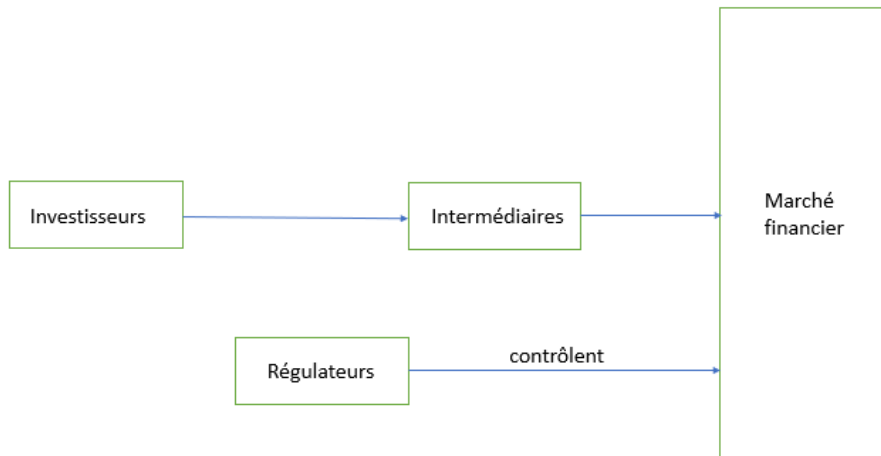 Investisseurs
Intermédiaires
Marché
financier
Régulateurs
contrôlent